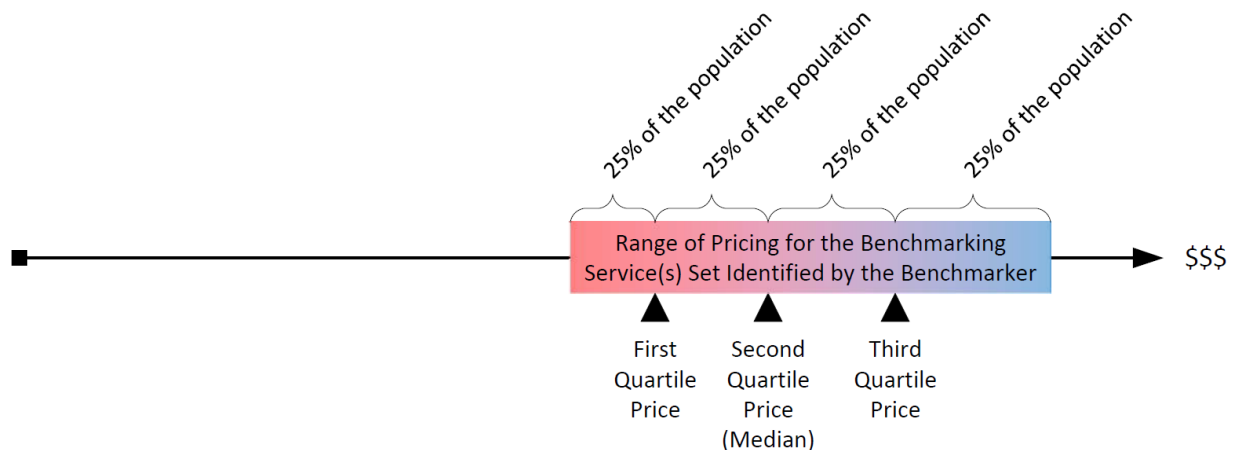 25% of the population
25% of the population
25% of the population
25% of the population
Range of Pricing for the Benchmarking
Service(s) Set Identified by the Benchmarker
$$$
First
Quartile
Price
Second
Quartile
Price
(Median)
Third
Quartile
Price